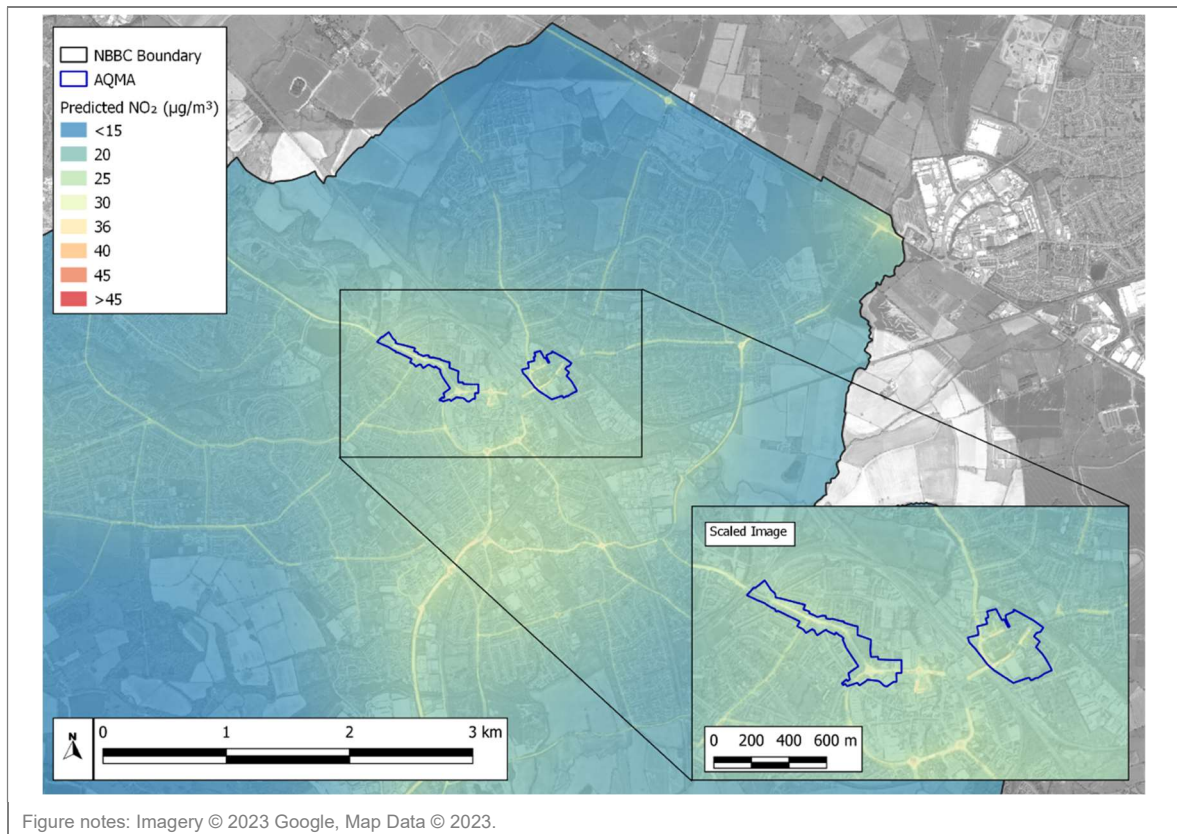 NBBC Boundary
AQMA
Predicted NO₂ (µg/m³)
<15
20
25
30
36
40
45
>45
Scaled Image
N
0 1 2 3 km
0 200 400 600 m
Figure notes: Imagery © 2023 Google, Map Data © 2023.